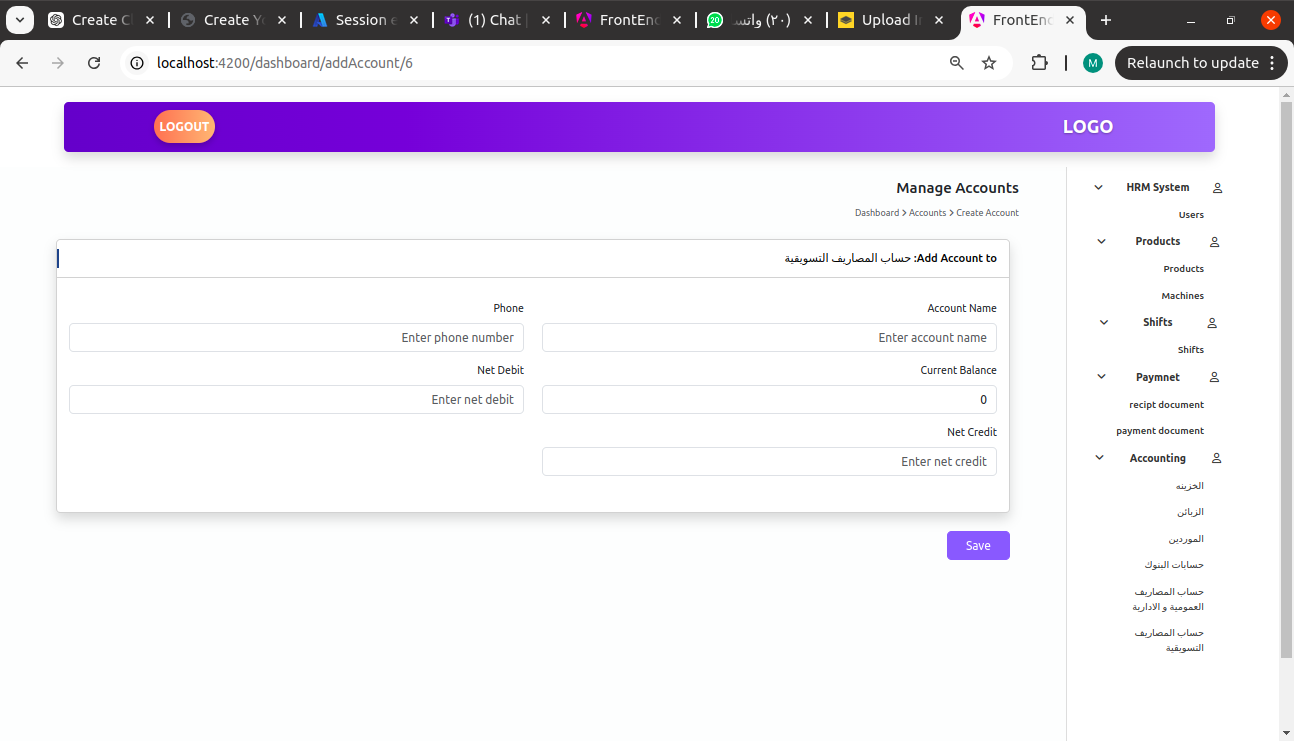 Create C
Create Yo
Session e
(1) Chat |
FrontEnd
(٢٠) واتس
Upload In
FrontEnd
localhost:4200/dashboard/addAccount/6
M
Relaunch to update
LOGOUT
LOGO
Manage Accounts
Dashboard > Accounts > Create Account
Add Account to: حساب المصاريف التسويقية
Account Name
Phone
Enter account name
Enter phone number
Current Balance
Net Debit
0
Enter net debit
Net Credit
Enter net credit
Save
HRM System
Users
Products
Products
Machines
Shifts
Shifts
Paymnet
recipt document
payment document
Accounting
الخزينه
الزبائن
الموردين
حسابات البنوك
حساب المصاريف
العمومية و الادارية
حساب المصاريف
التسويقية